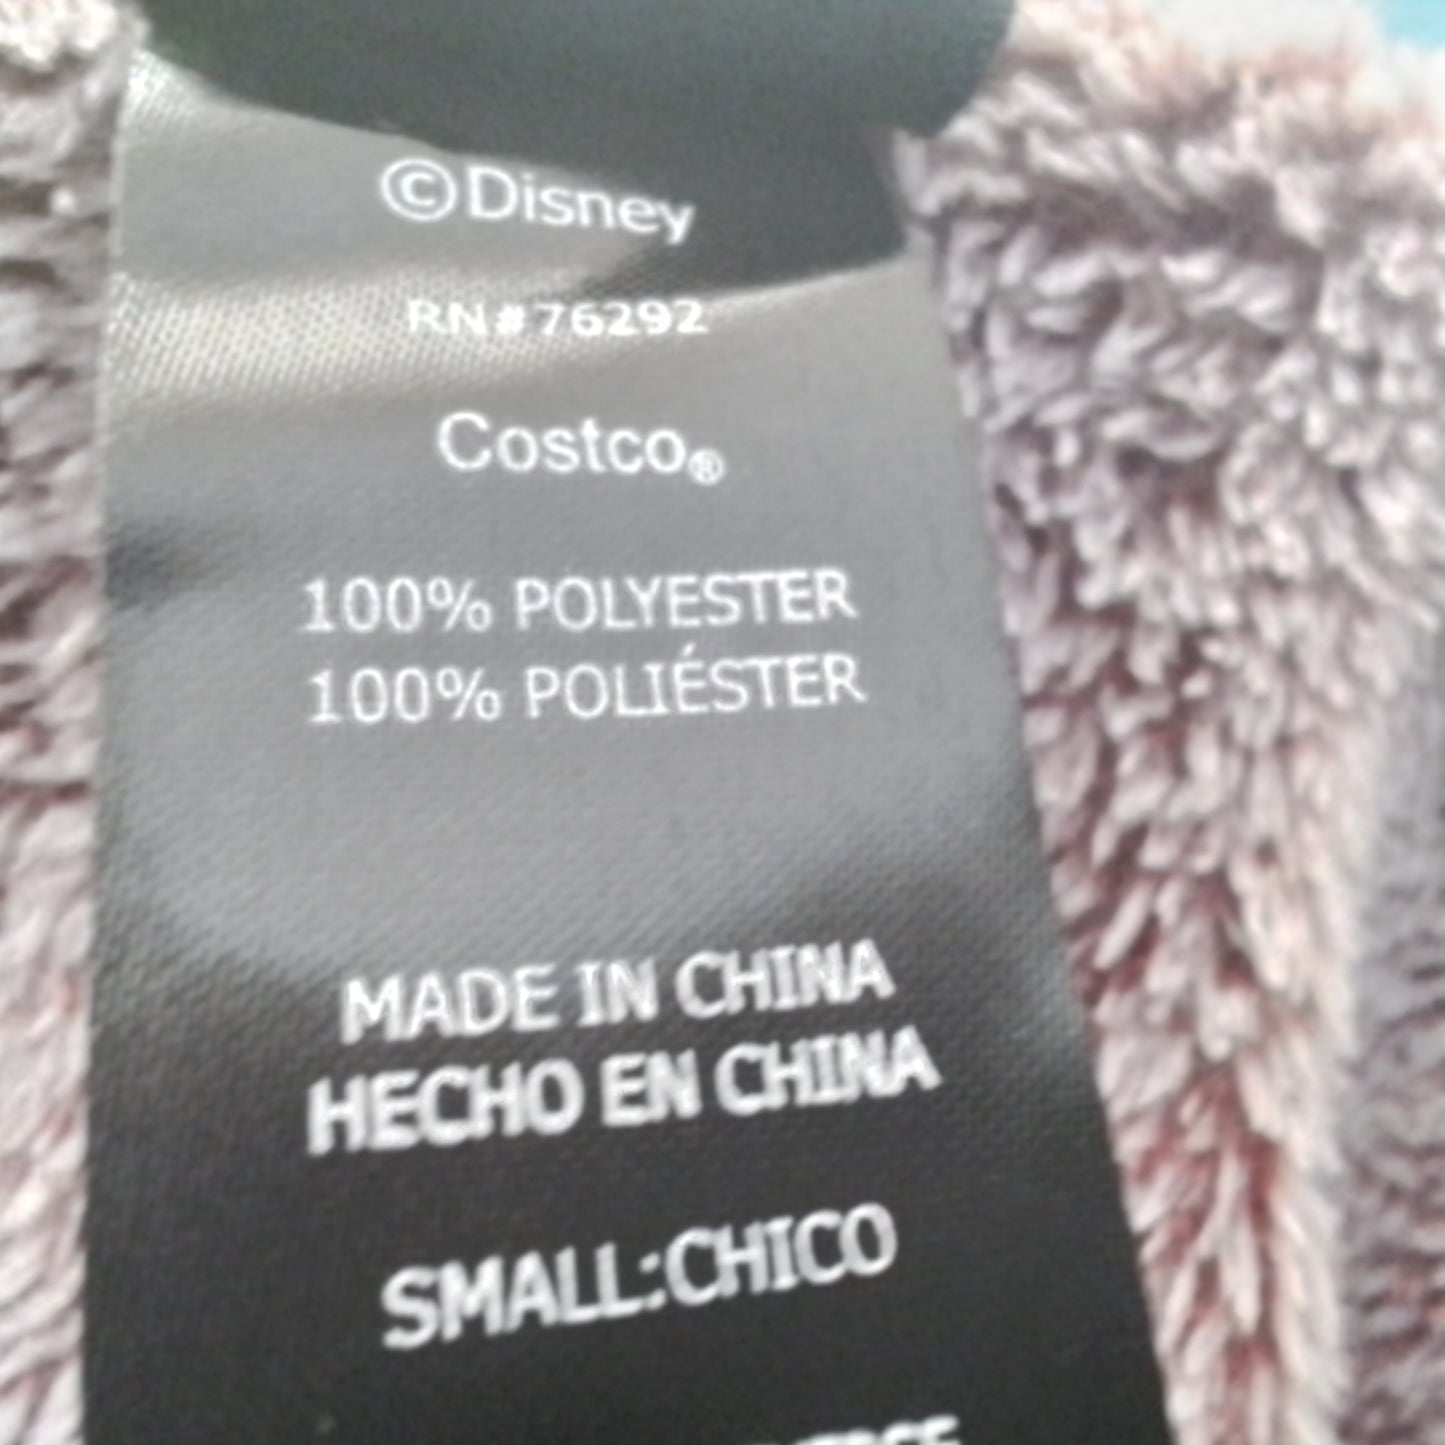 ©Disney
RN#76292
Costco®
100% POLYESTER
100% POLIÉSTER
MADE IN CHINA
HECHO EN CHINA
SMALL:CHICO